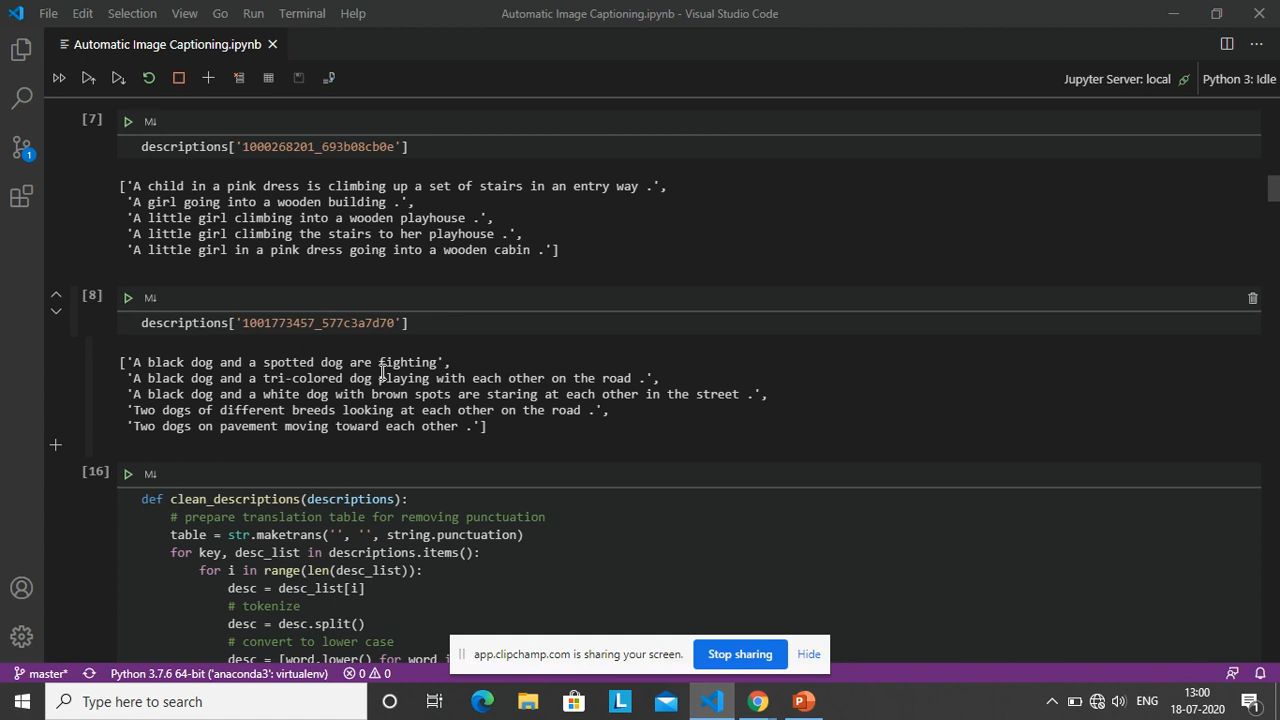 File Edit Selection View Go Run Terminal Help Automatic Image Captioning.ipynb - Visual Studio Code
Automatic Image Captioning.ipynb
Jupyter Server: local Python 3: Idle
[7]
M↓
descriptions['1000268201_693b08cb0e']
['A child in a pink dress is climbing up a set of stairs in an entry way .',
'A girl going into a wooden building .',
'A little girl climbing into a wooden playhouse .',
'A little girl climbing the stairs to her playhouse .',
'A little girl in a pink dress going into a wooden cabin .']
[8]
M↓
descriptions['1001773457_577c3a7d70']
['A black dog and a spotted dog are fighting',
'A black dog and a tri-colored dog playing with each other on the road .',
'A black dog and a white dog with brown spots are staring at each other in the street .',
'Two dogs of different breeds looking at each other on the road .',
'Two dogs on pavement moving toward each other .']
[16]
M↓
def clean_descriptions(descriptions):
# prepare translation table for removing punctuation
table = str.maketrans('', '', string.punctuation)
for key, desc_list in descriptions.items():
for i in range(len(desc_list)):
desc = desc_list[i]
# tokenize
desc = desc.split()
# convert to lower case
desc = [word.lower() for word i
app.clipchamp.com is sharing your screen. Stop sharing Hide
master* Python 3.7.6 64-bit ('anaconda3': virtualenv) 0 0
Type here to search
ENG
13:00
18-07-2020
1
1